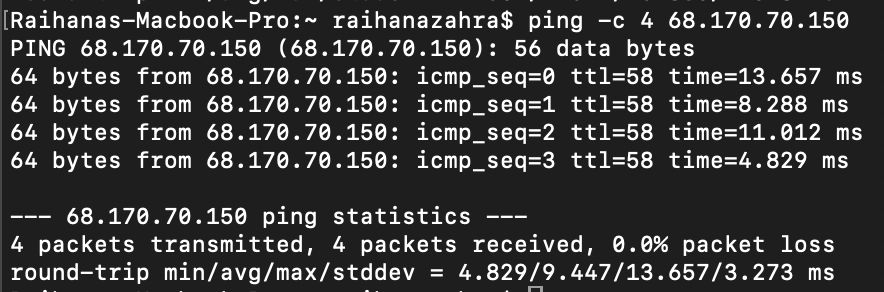 [Raihanas-Macbook-Pro:~ raihanazahra$ ping -c 4 68.170.70.150
PING 68.170.70.150 (68.170.70.150): 56 data bytes
64 bytes from 68.170.70.150: icmp_seq=0 ttl=58 time=13.657 ms
64 bytes from 68.170.70.150: icmp_seq=1 ttl=58 time=8.288 ms
64 bytes from 68.170.70.150: icmp_seq=2 ttl=58 time=11.012 ms
64 bytes from 68.170.70.150: icmp_seq=3 ttl=58 time=4.829 ms
--- 68.170.70.150 ping statistics ---
4 packets transmitted, 4 packets received, 0.0% packet loss
round-trip min/avg/max/stddev = 4.829/9.447/13.657/3.273 ms